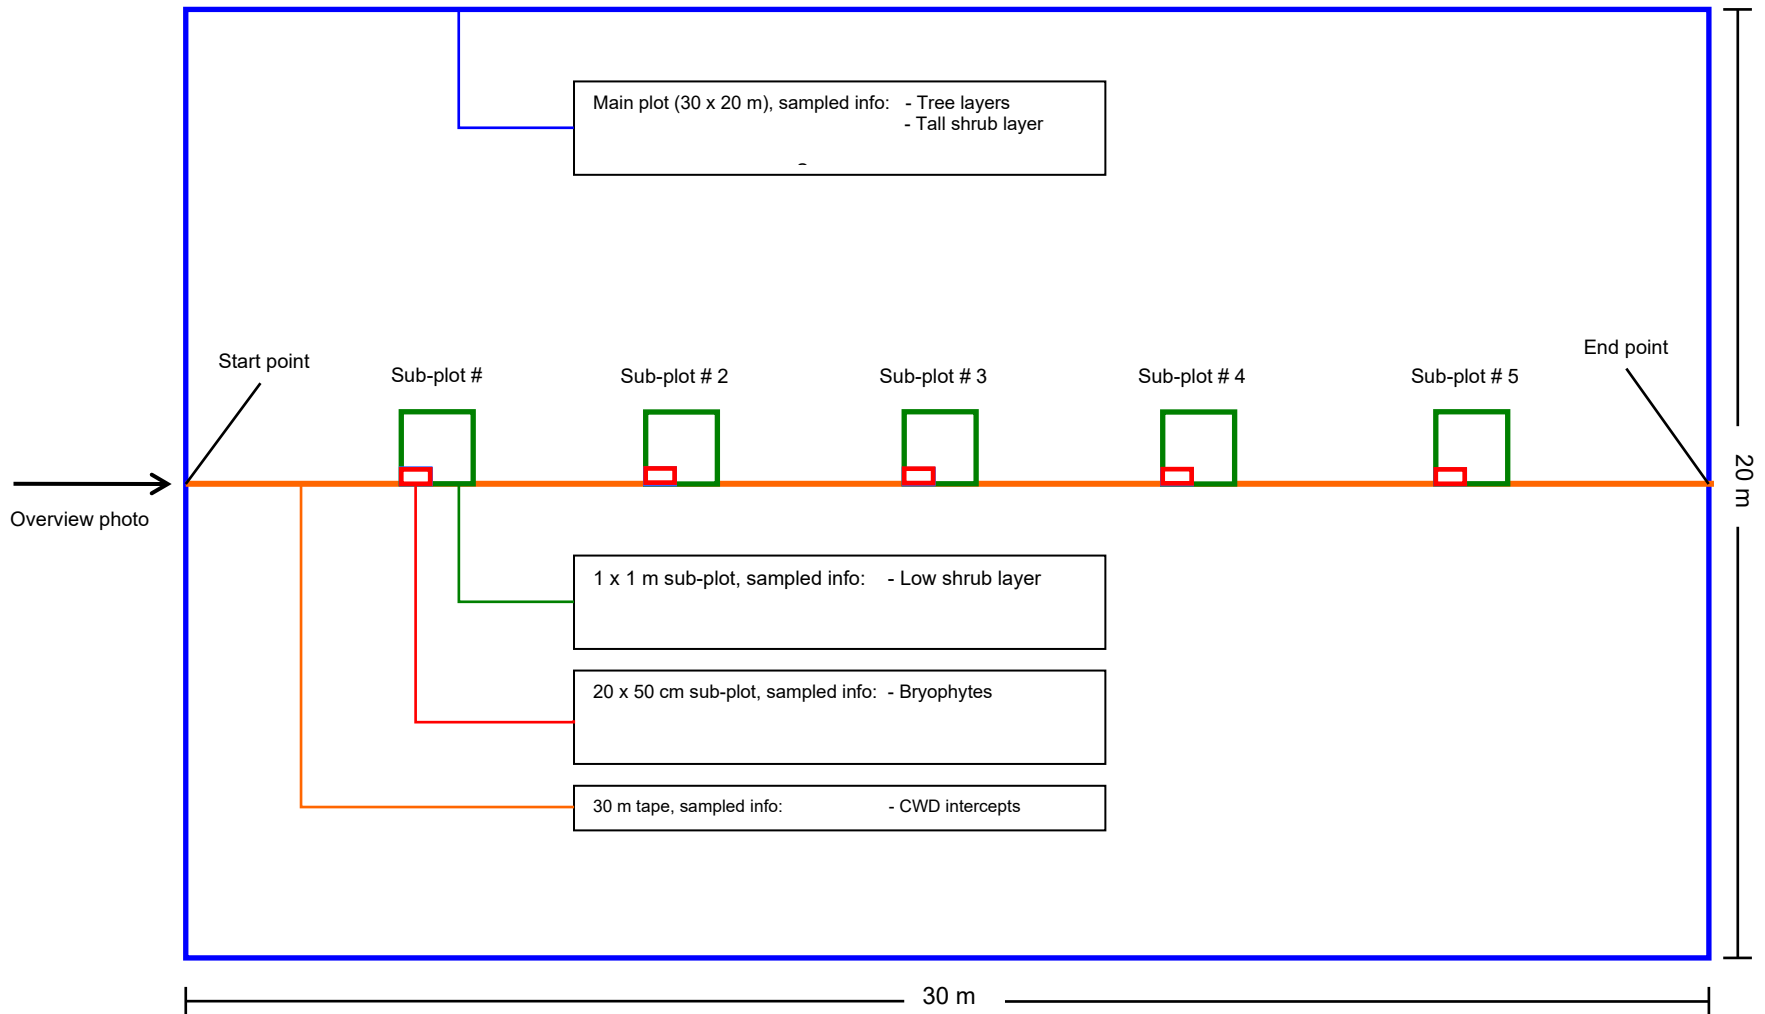 Main plot (30 x 20 m), sampled info: - Tree layers
- Tall shrub layer
Start point
End point
Sub-plot #
Sub-plot # 2
Sub-plot # 3
Sub-plot # 4
Sub-plot # 5
20 m
Overview photo
1 x 1 m sub-plot, sampled info: - Low shrub layer
20 x 50 cm sub-plot, sampled info: - Bryophytes
30 m tape, sampled info: - CWD intercepts
30 m